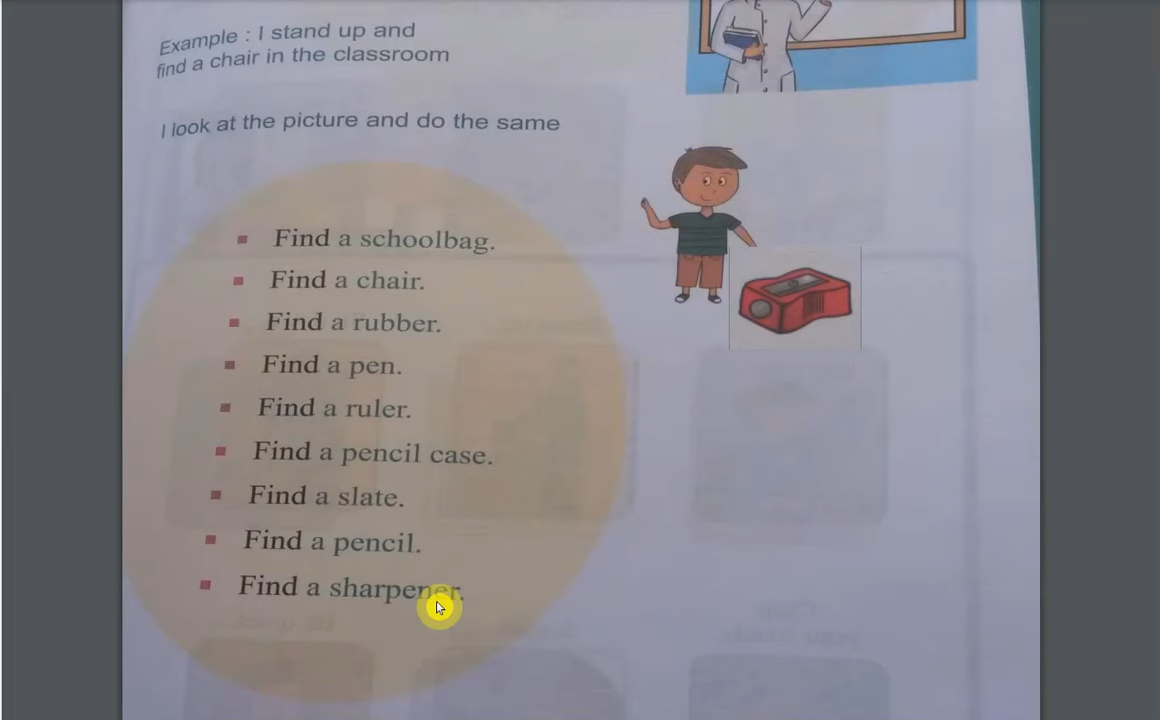 Example : I stand up and
find a chair in the classroom
I look at the picture and do the same
Find a schoolbag.
Find a chair.
Find a rubber.
Find a pen.
Find a ruler.
Find a pencil case.
Find a slate.
Find a pencil.
Find a sharpener.